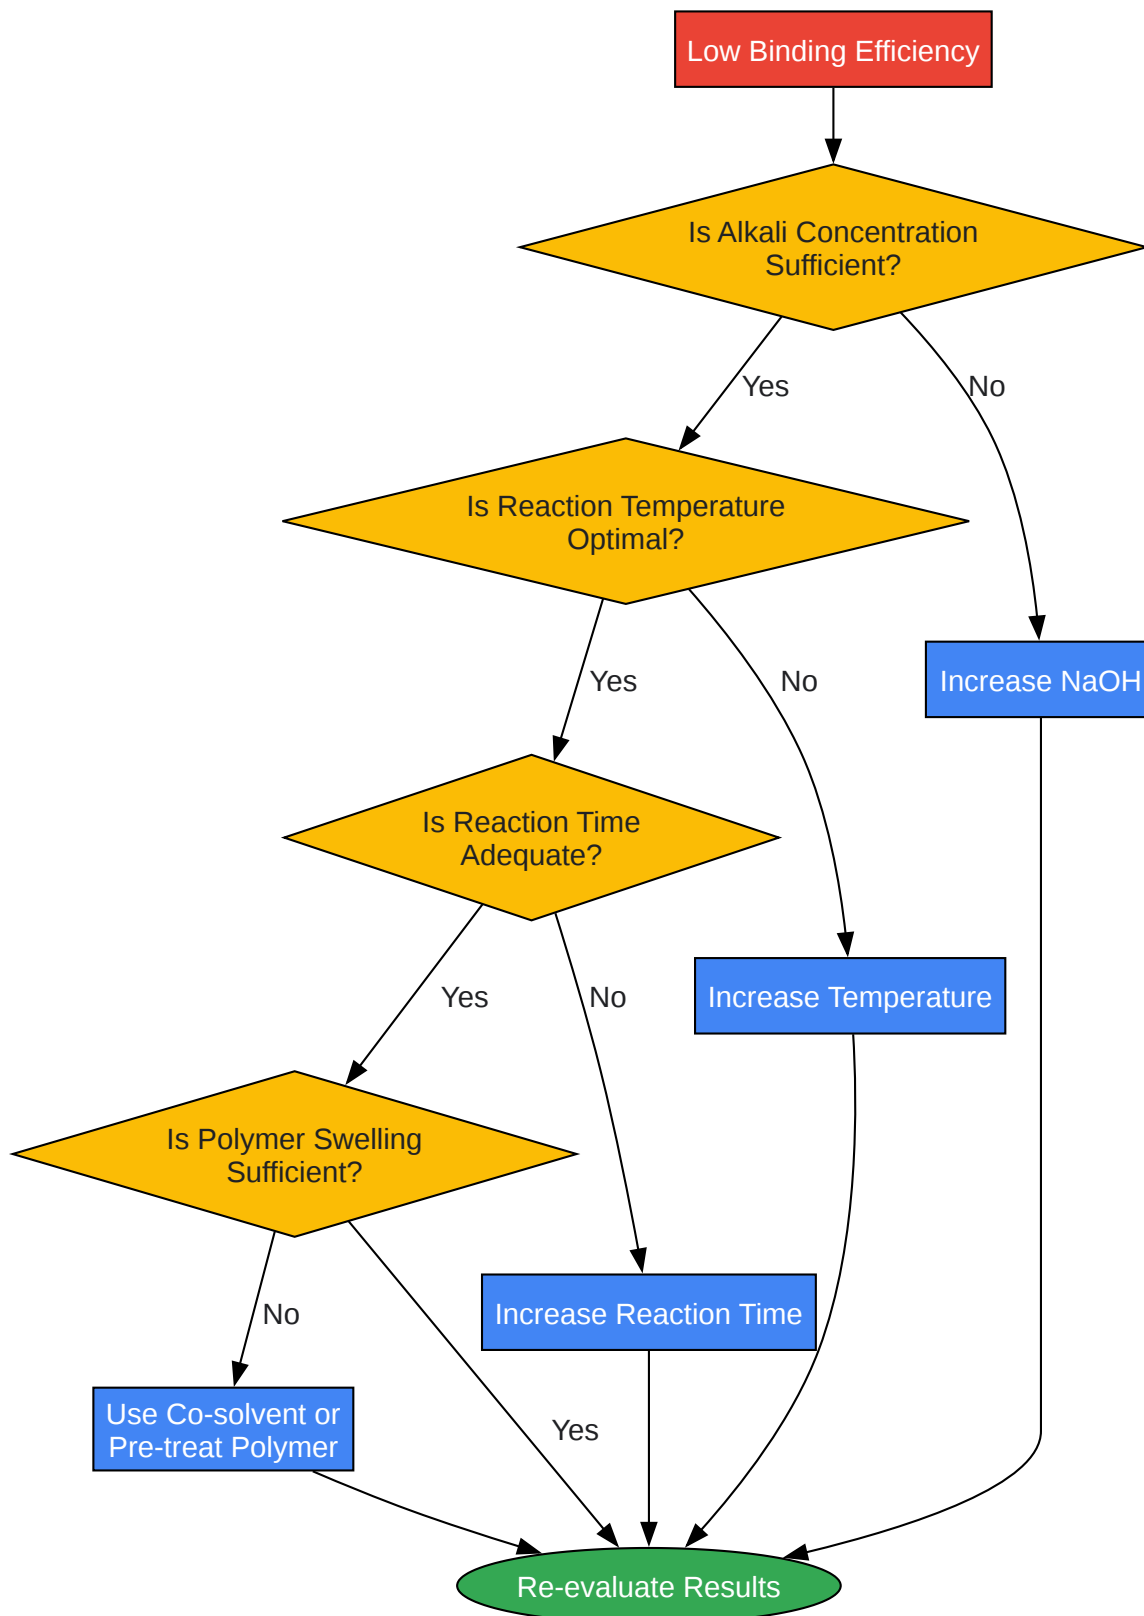 Low Binding Efficiency
Is Alkali Concentration
Sufficient?
Yes
No
Is Reaction Temperature
Optimal?
Yes
No
Increase NaOH
Is Reaction Time
Adequate?
Yes
No
Increase Temperature
Is Polymer Swelling
Sufficient?
No
Increase Reaction Time
Use Co-solvent or
Pre-treat Polymer
Yes
Re-evaluate Results